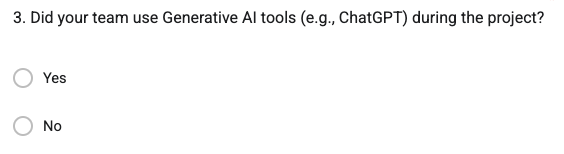 3. Did your team use Generative AI tools (e.g., ChatGPT) during the project?
Yes
No